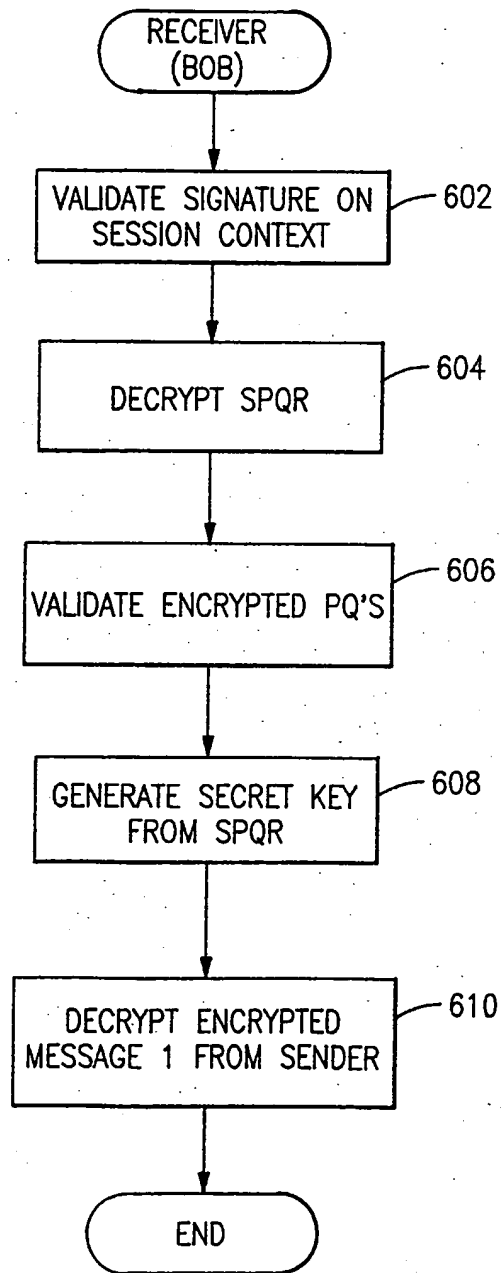 RECEIVER
(BOB)
VALIDATE SIGNATURE ON
SESSION CONTEXT
602
DECRYPT SPQR
604
VALIDATE ENCRYPTED PQ'S
606
GENERATE SECRET KEY
FROM SPQR
608
DECRYPT ENCRYPTED
MESSAGE 1 FROM SENDER
610
END